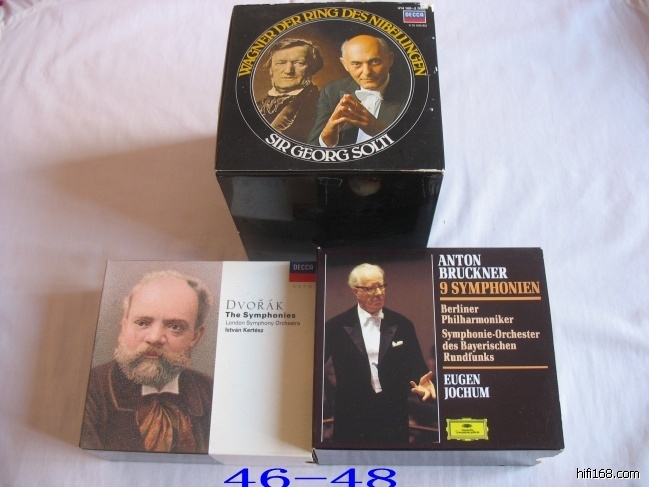 DECCA
WAGNER DER RING DES NIBELUNGEN
SIR GEORG SOLTI
DECCA
DVOŘÁK
The Symphonies
London Symphony Orchestra
István Kertész
ANTON
BRUCKNER
9 SYMPHONIEN
Berliner
Philharmoniker
Symphonie-Orchester
des Bayerischen
Rundfunks
EUGEN
JOCHUM
46-48
hifi168.com